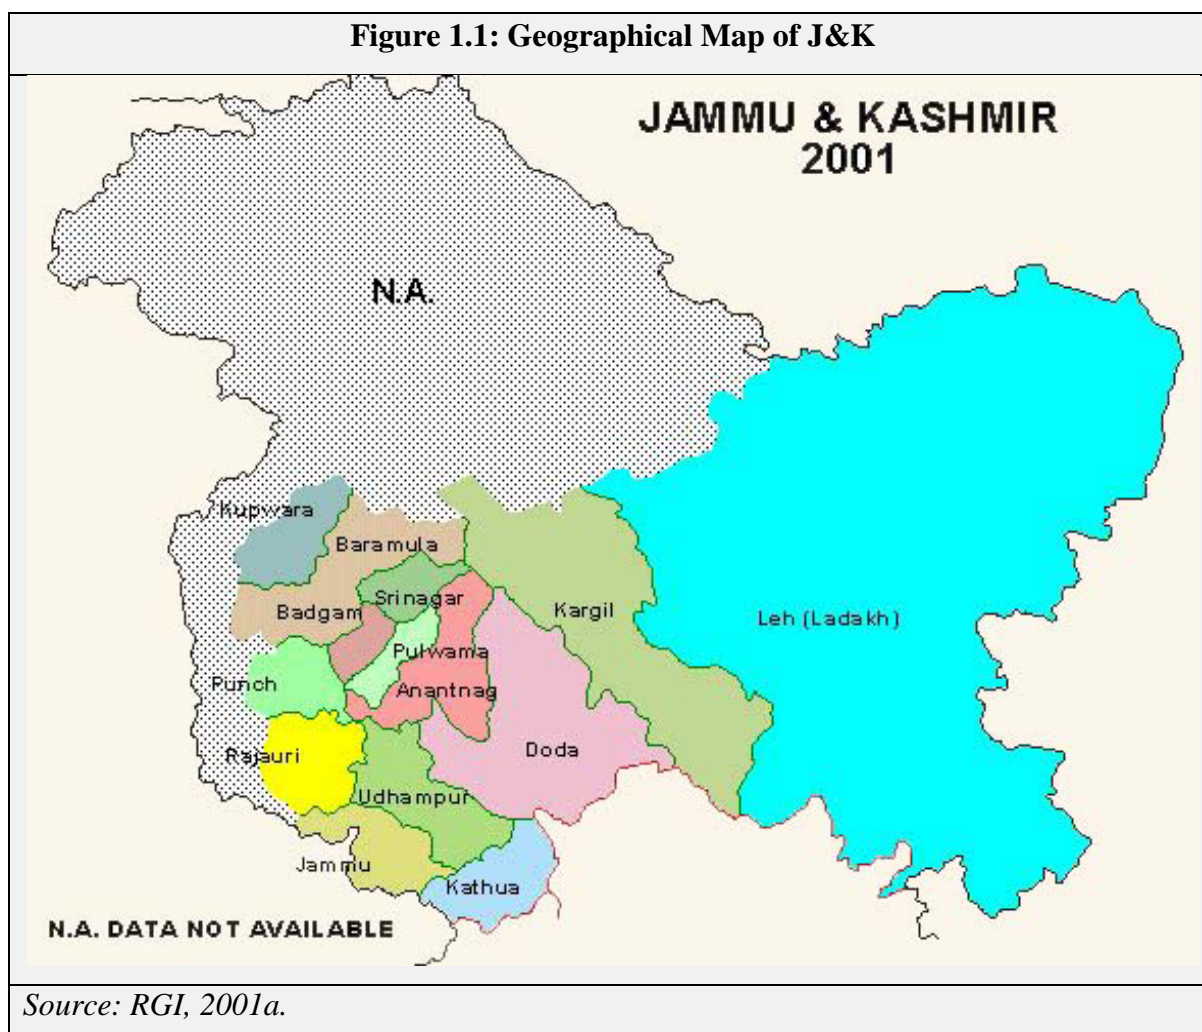 Figure 1.1: Geographical Map of J&K
JAMMU & KASHMIR
2001
N.A.
Kupwara
Baramula
Srinagar
Badgam
Kargil
Leh (Ladakh)
Pulwama
Punch
Anantnag
Doda
Rajauri
Udhampur
Jammu
Kathua
N.A. DATA NOT AVAILABLE
Source: RGI, 2001a.